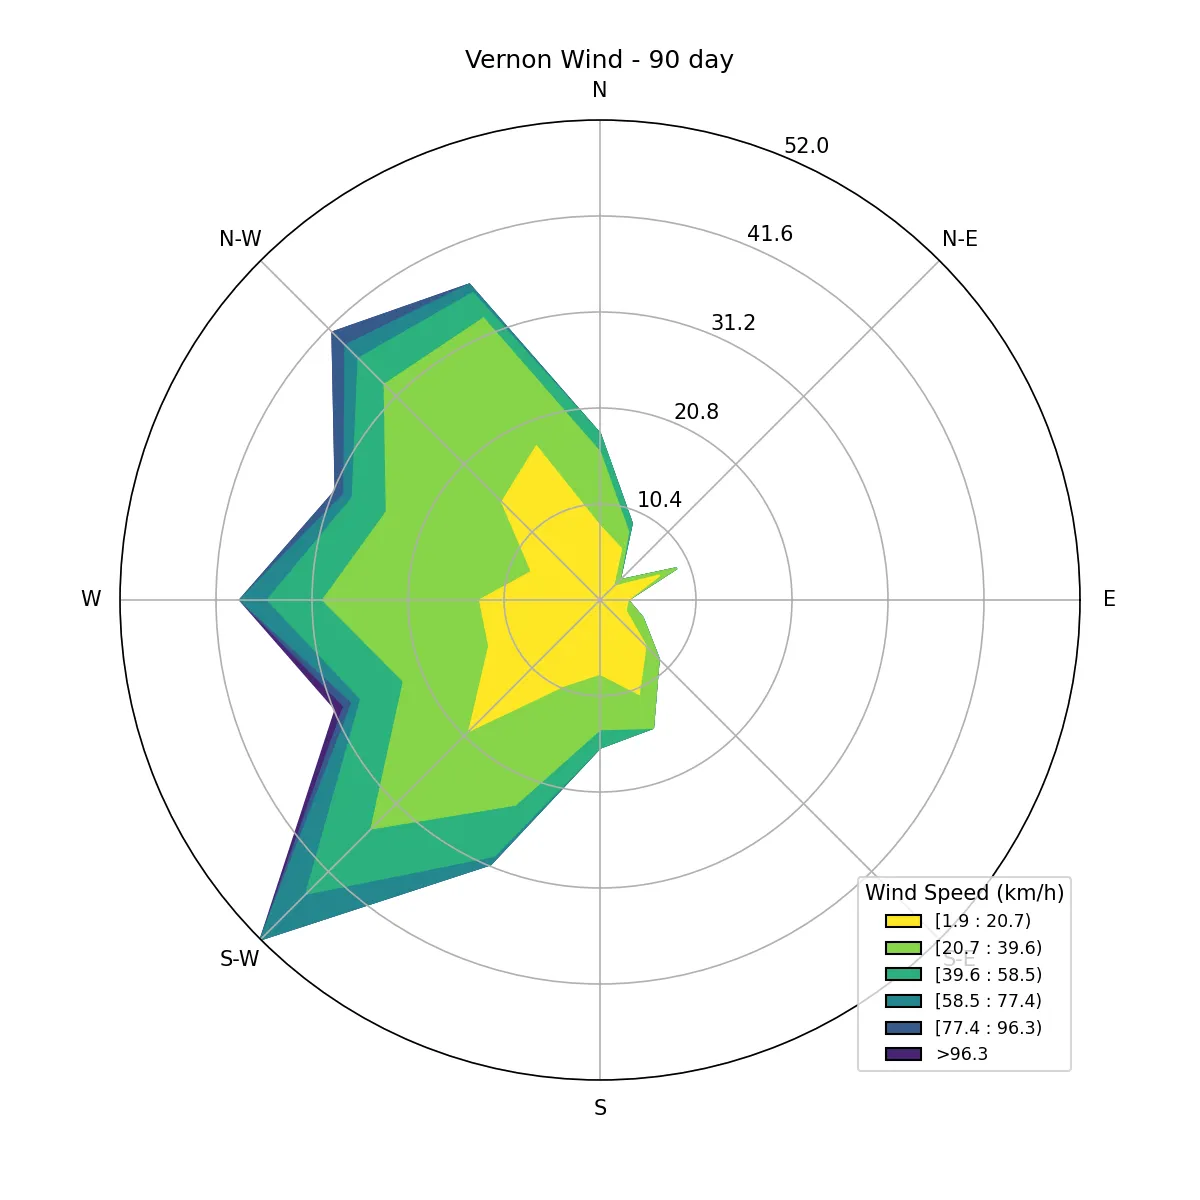 Vernon Wind - 90 day
N
52.0
N-W
41.6
N-E
31.2
20.8
10.4
W
E
S-W
S-E
S
Wind Speed (km/h)
[1.9 : 20.7)
[20.7 : 39.6)
[39.6 : 58.5)
[58.5 : 77.4)
[77.4 : 96.3)
>96.3